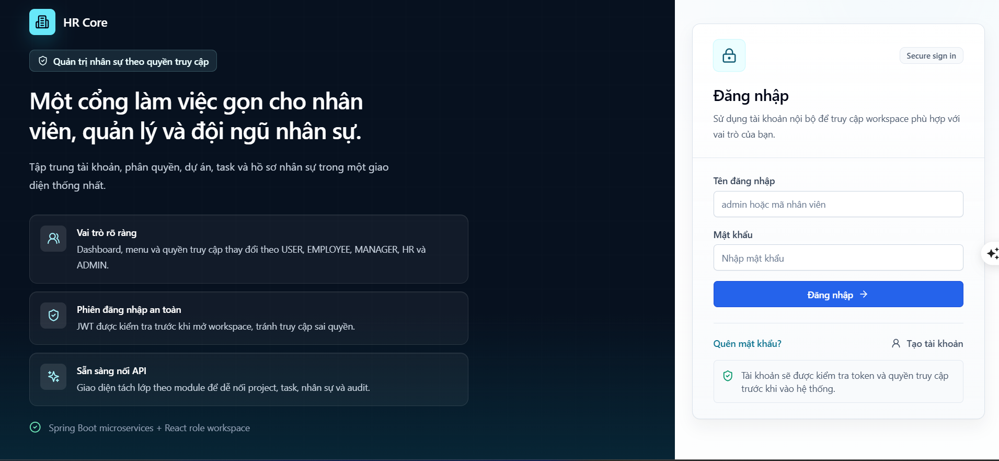 HR Core
Quản trị nhân sự theo quyền truy cập
Một cổng làm việc gọn cho nhân
viên, quản lý và đội ngũ nhân sự.
Tập trung tài khoản, phân quyền, dự án, task và hồ sơ nhân sự trong một giao
diện thống nhất.
Vai trò rõ ràng
Dashboard, menu và quyền truy cập thay đổi theo USER, EMPLOYEE, MANAGER, HR và
ADMIN.
Phiên đăng nhập an toàn
JWT được kiểm tra trước khi mở workspace, tránh truy cập sai quyền.
Sẵn sàng nối API
Giao diện tách lớp theo module để dễ nối project, task, nhân sự và audit.
Spring Boot microservices + React role workspace
Secure sign in
Đăng nhập
Sử dụng tài khoản nội bộ để truy cập workspace phù hợp với
vai trò của bạn.
Tên đăng nhập
admin hoặc mã nhân viên
Mật khẩu
Nhập mật khẩu
Đăng nhập
Quên mật khẩu?
Tạo tài khoản
Tài khoản sẽ được kiểm tra token và quyền truy cập
trước khi vào hệ thống.